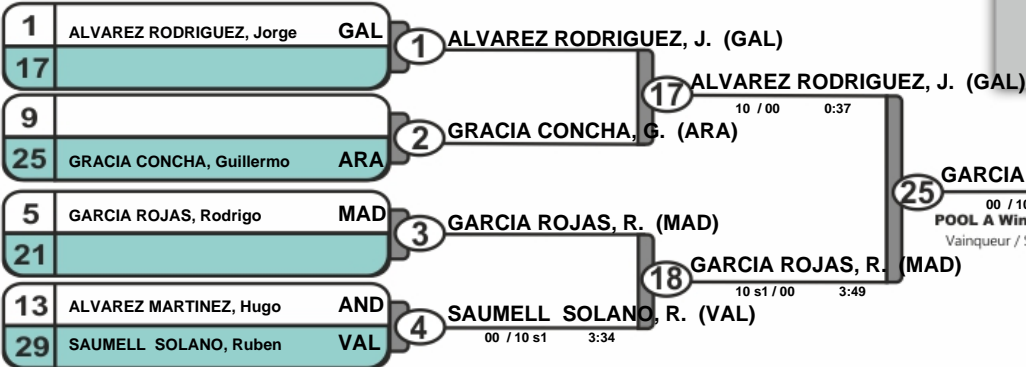 1 ALVAREZ RODRIGUEZ, Jorge GAL
17
9
25 GRACIA CONCHA, Guillermo ARA
5 GARCIA ROJAS, Rodrigo MAD
21
13 ALVAREZ MARTINEZ, Hugo AND
29 SAUMELL SOLANO, Ruben VAL
1 ALVAREZ RODRIGUEZ, J. (GAL)
2 GRACIA CONCHA, G. (ARA)
3 GARCIA ROJAS, R. (MAD)
4 SAUMELL SOLANO, R. (VAL)
00 / 10 s1 3:34
17 ALVAREZ RODRIGUEZ, J. (GAL)
10 / 00 0:37
18 GARCIA ROJAS, R. (MAD)
10 s1 / 00 3:49
25 GARCIA
00 / 10
POOL A Win
Vainqueur /